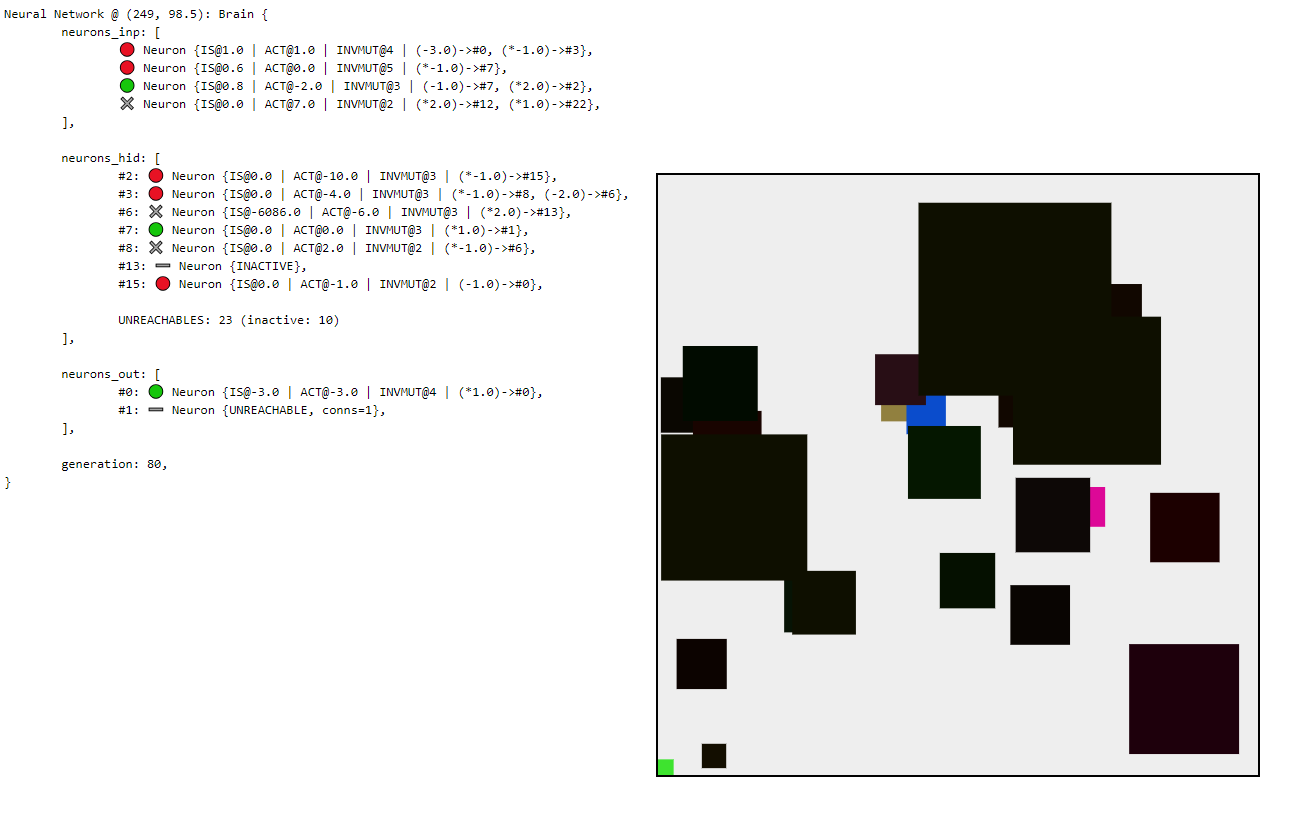 Neural Network @ (249, 98.5): Brain {
neurons_inp: [
Neuron {IS@1.0 | ACT@1.0 | INVMUT@4 | (-3.0)->#0, (*-1.0)->#3},
Neuron {IS@0.6 | ACT@0.0 | INVMUT@5 | (*-1.0)->#7},
Neuron {IS@0.8 | ACT@-2.0 | INVMUT@3 | (-1.0)->#7, (*2.0)->#2},
Neuron {IS@0.0 | ACT@7.0 | INVMUT@2 | (*2.0)->#12, (*1.0)->#22},
],
neurons_hid: [
#2: Neuron {IS@0.0 | ACT@-10.0 | INVMUT@3 | (*-1.0)->#15},
#3: Neuron {IS@0.0 | ACT@-4.0 | INVMUT@3 | (*-1.0)->#8, (-2.0)->#6},
#6: Neuron {IS@-6086.0 | ACT@-6.0 | INVMUT@3 | (*2.0)->#13},
#7: Neuron {IS@0.0 | ACT@0.0 | INVMUT@3 | (*1.0)->#1},
#8: Neuron {IS@0.0 | ACT@2.0 | INVMUT@2 | (*-1.0)->#6},
#13: Neuron {INACTIVE},
#15: Neuron {IS@0.0 | ACT@-1.0 | INVMUT@2 | (-1.0)->#0},
UNREACHABLES: 23 (inactive: 10)
],
neurons_out: [
#0: Neuron {IS@-3.0 | ACT@-3.0 | INVMUT@4 | (*1.0)->#0},
#1: Neuron {UNREACHABLE, conns=1},
],
generation: 80,
}